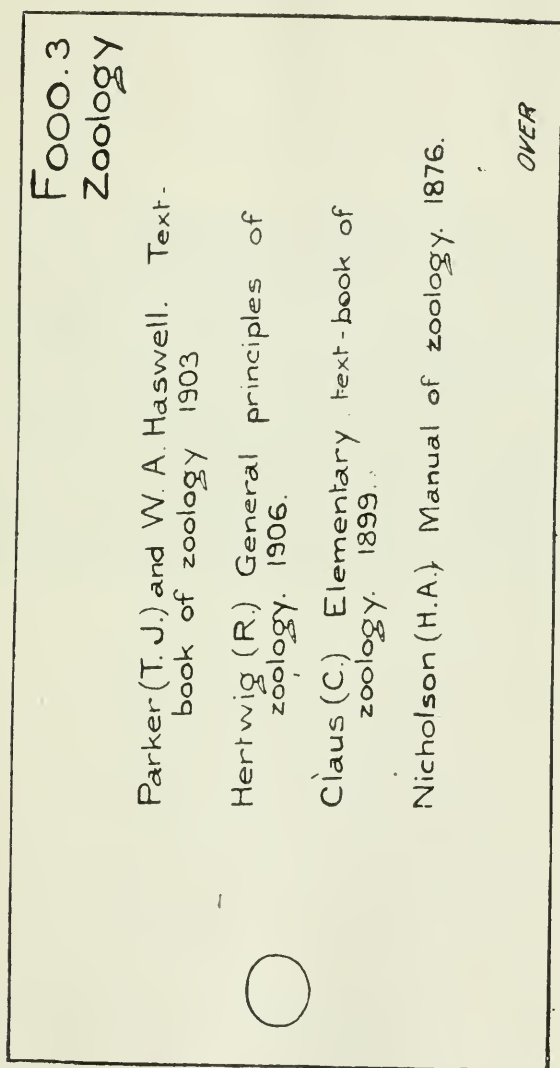 F000.3
Zoology
Parker (T. J.) and W. A. Haswell. Text-
book of zoology 1903
Hertwig (R.) General principles of
zoology. 1906.
Claus (C.) Elementary text-book of
zoology. 1899.
Nicholson (H.A.) Manual of zoology. 1876.
OVER